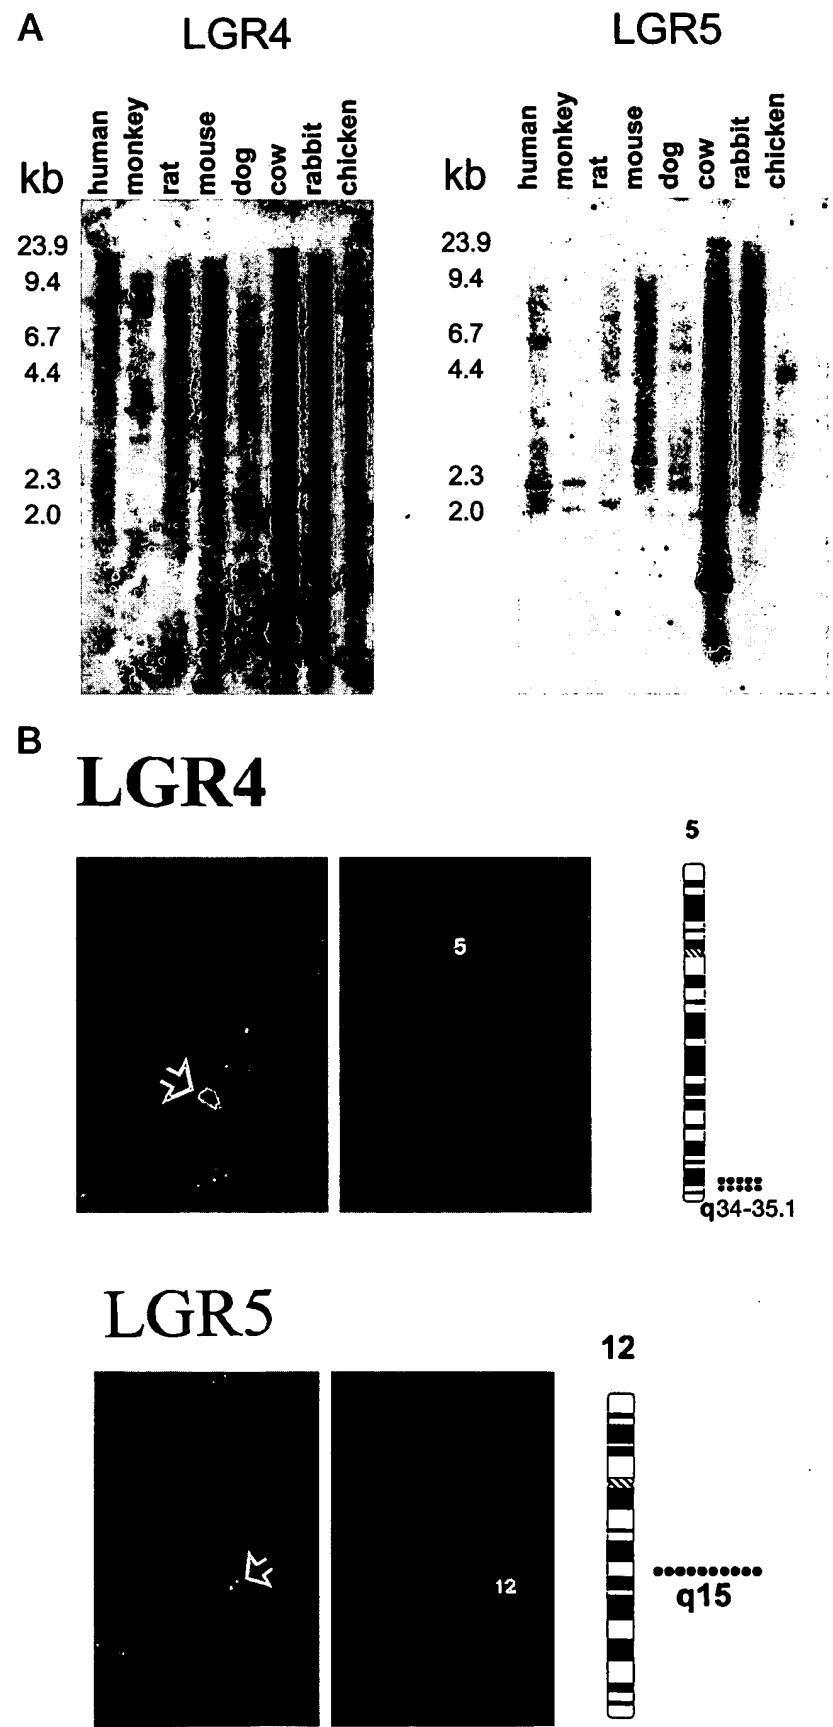 A
LGR4
LGR5
kb
human
monkey
rat
mouse
dog
cow
rabbit
chicken
23.9
9.4
6.7
4.4
2.3
2.0
kb
human
monkey
rat
mouse
dog
cow
rabbit
chicken
23.9
9.4
6.7
4.4
2.3
2.0
B
LGR4
5
5
q34-35.1
LGR5
12
12
q15